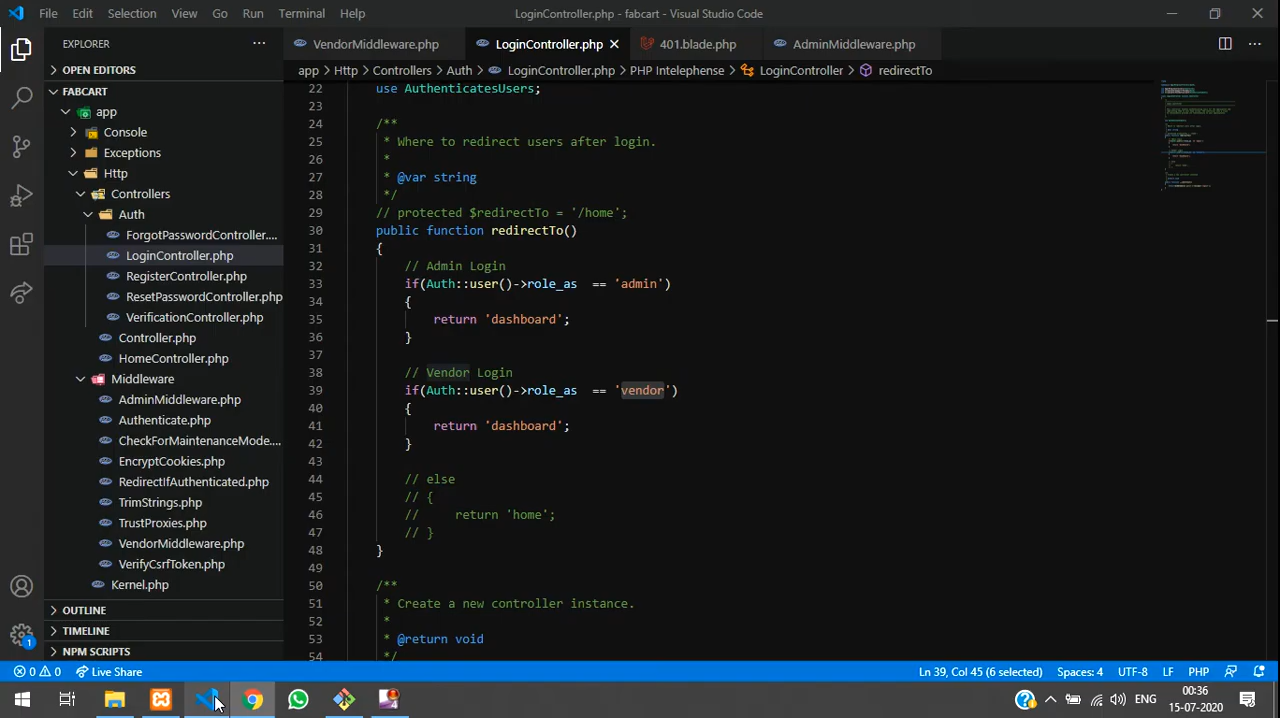 File Edit Selection View Go Run Terminal Help LoginController.php - fabcart - Visual Studio Code
EXPLORER ··· VendorMiddleware.php LoginController.php 401.blade.php AdminMiddleware.php ···
OPEN EDITORS
app > Http > Controllers > Auth > LoginController.php > PHP Intelephense > LoginController > redirectTo
FABCART
app
Console
Exceptions
Http
Controllers
Auth
ForgotPasswordController....
LoginController.php
RegisterController.php
ResetPasswordController.php
VerificationController.php
Controller.php
HomeController.php
Middleware
AdminMiddleware.php
Authenticate.php
CheckForMaintenanceMode....
EncryptCookies.php
RedirectIfAuthenticated.php
TrimStrings.php
TrustProxies.php
VendorMiddleware.php
VerifyCsrfToken.php
Kernel.php
OUTLINE
TIMELINE
NPM SCRIPTS
22 use AuthenticatesUsers;
23
24 /**
25 * Where to redirect users after login.
26 *
27 * @var string
28 */
29 // protected $redirectTo = '/home';
30 public function redirectTo()
31 {
32 // Admin Login
33 if(Auth::user()->role_as == 'admin')
34 {
35 return 'dashboard';
36 }
37
38 // Vendor Login
39 if(Auth::user()->role_as == 'vendor')
40 {
41 return 'dashboard';
42 }
43
44 // else
45 // {
46 // return 'home';
47 // }
48 }
49
50 /**
51 * Create a new controller instance.
52 *
53 * @return void
54 */
1
0 0 Live Share Ln 39, Col 45 (6 selected) Spaces: 4 UTF-8 LF PHP
4 ENG 00:36
15-07-2020